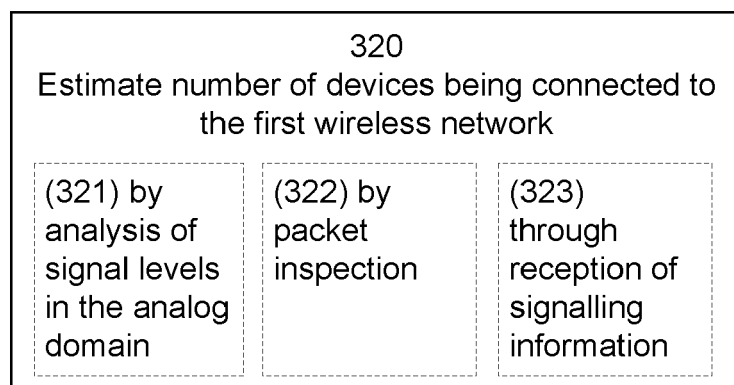 320
Estimate number of devices being connected to
the first wireless network
(321) by
analysis of
signal levels
in the analog
domain
(322) by
packet
inspection
(323)
through
reception of
signalling
information